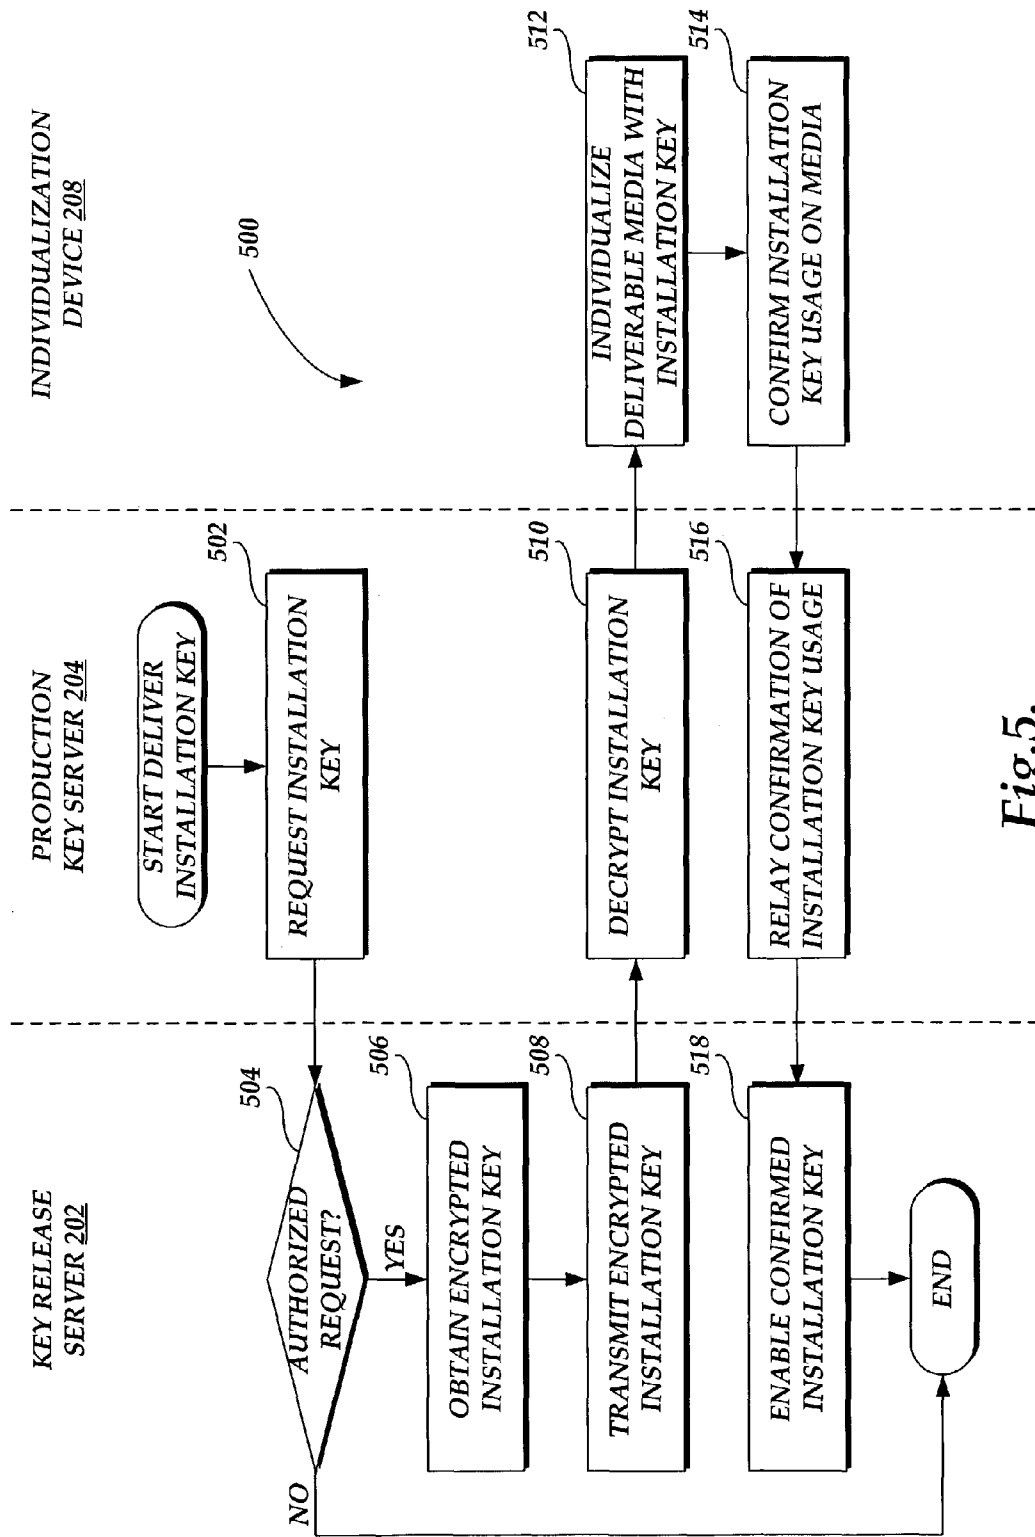 KEY RELEASE
SERVER 202
PRODUCTION
KEY SERVER 204
INDIVIDUALIZATION
DEVICE 208
START DELIVER
INSTALLATION KEY
500
502
REQUEST INSTALLATION
KEY
504
AUTHORIZED
REQUEST?
NO
YES
506
OBTAIN ENCRYPTED
INSTALLATION KEY
508
TRANSMIT ENCRYPTED
INSTALLATION KEY
510
DECRYPT INSTALLATION
KEY
512
INDIVIDUALIZE
DELIVERABLE MEDIA WITH
INSTALLATION KEY
514
CONFIRM INSTALLATION
KEY USAGE ON MEDIA
516
RELAY CONFIRMATION OF
INSTALLATION KEY USAGE
518
ENABLE CONFIRMED
INSTALLATION KEY
END
Fig.5.